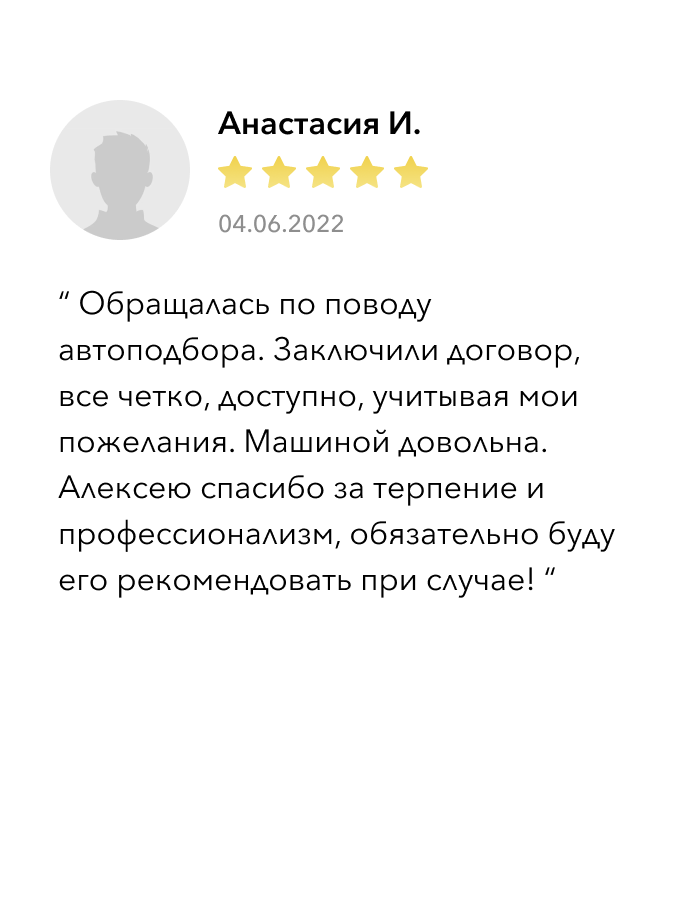 Анастасия И.
04.06.2022
“ Обращалась по поводу
автоподбора. Заключили договор,
все четко, доступно, учитывая мои
пожелания. Машиной довольна.
Алексею спасибо за терпение и
профессионализм, обязательно буду
его рекомендовать при случае! “